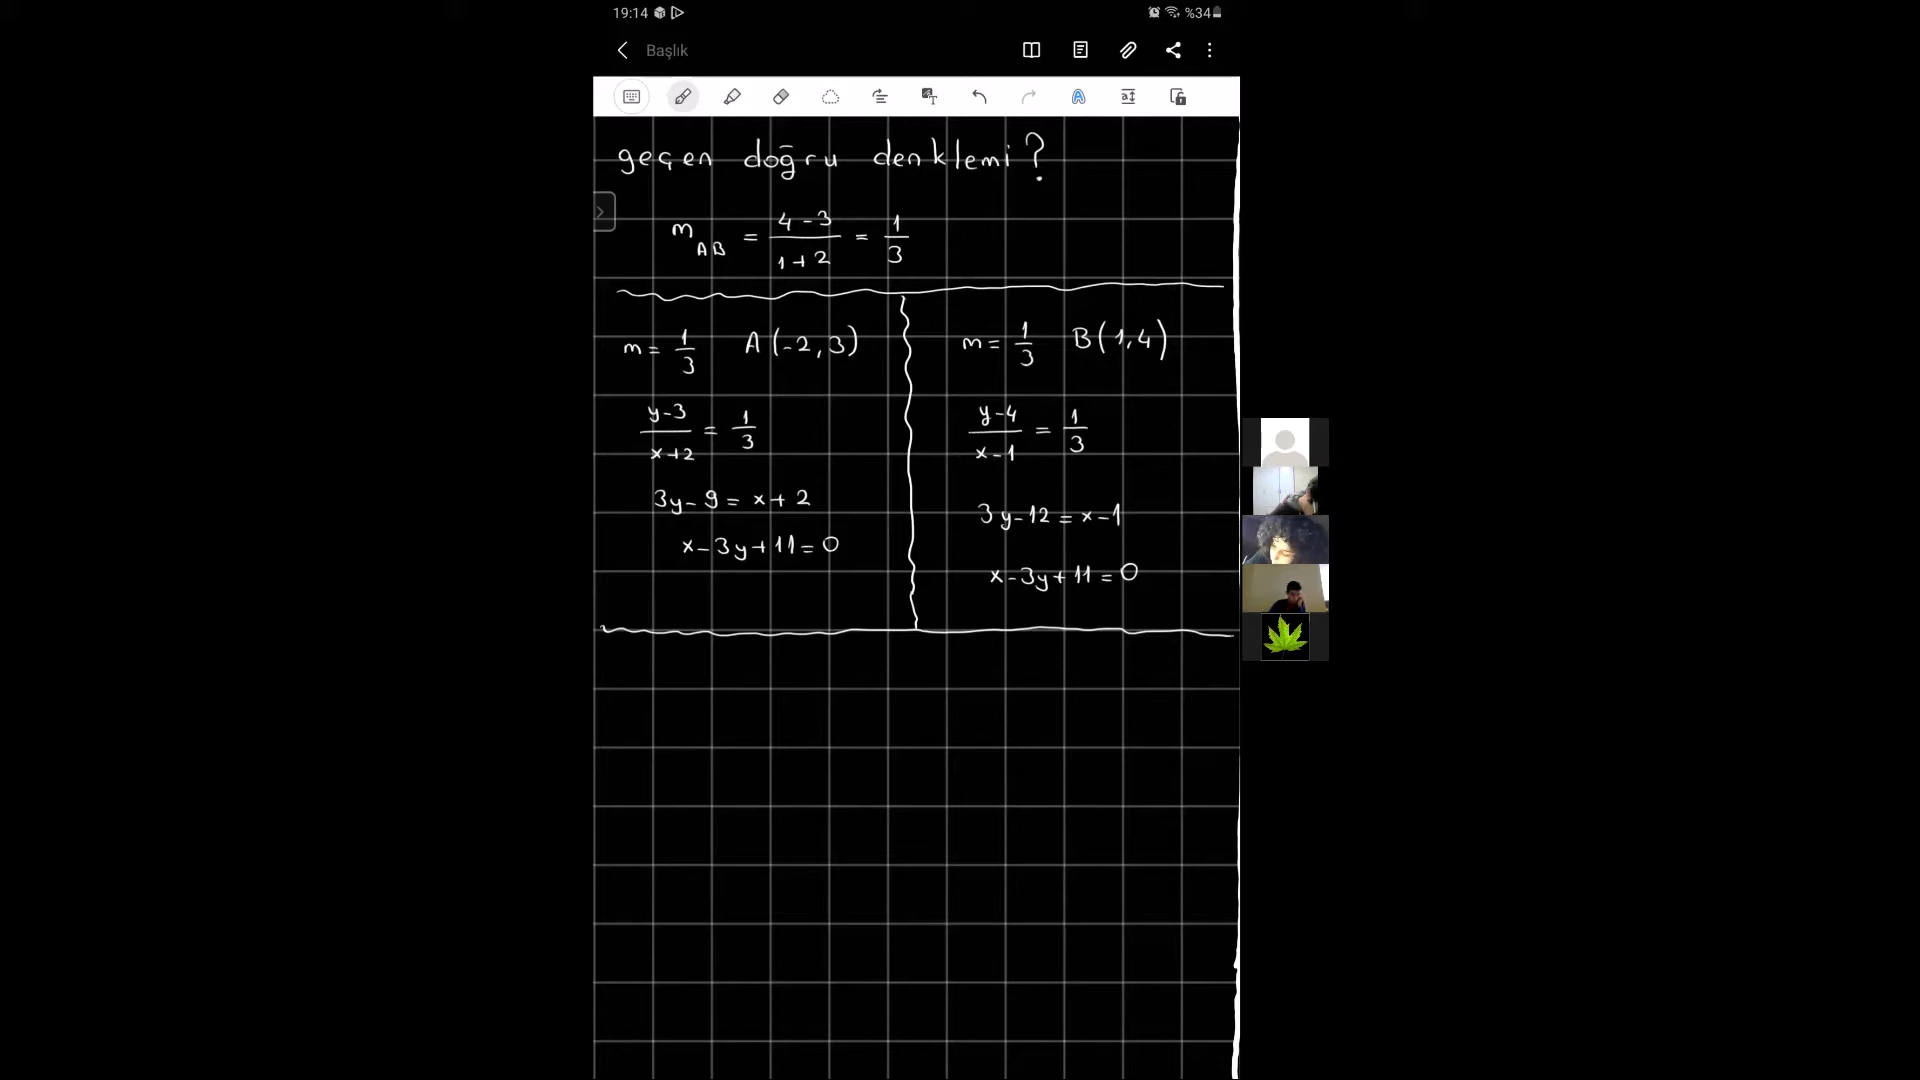 19:14 %34
Başlık
geçen doğru denklemi?
m_AB = (4-3)/(1+2) = 1/3
m = 1/3 A(-2,3)
(y-3)/(x+2) = 1/3
3y-9 = x+2
x-3y+11=0
m = 1/3 B(1,4)
(y-4)/(x-1) = 1/3
3y-12 = x-1
x-3y+11=0